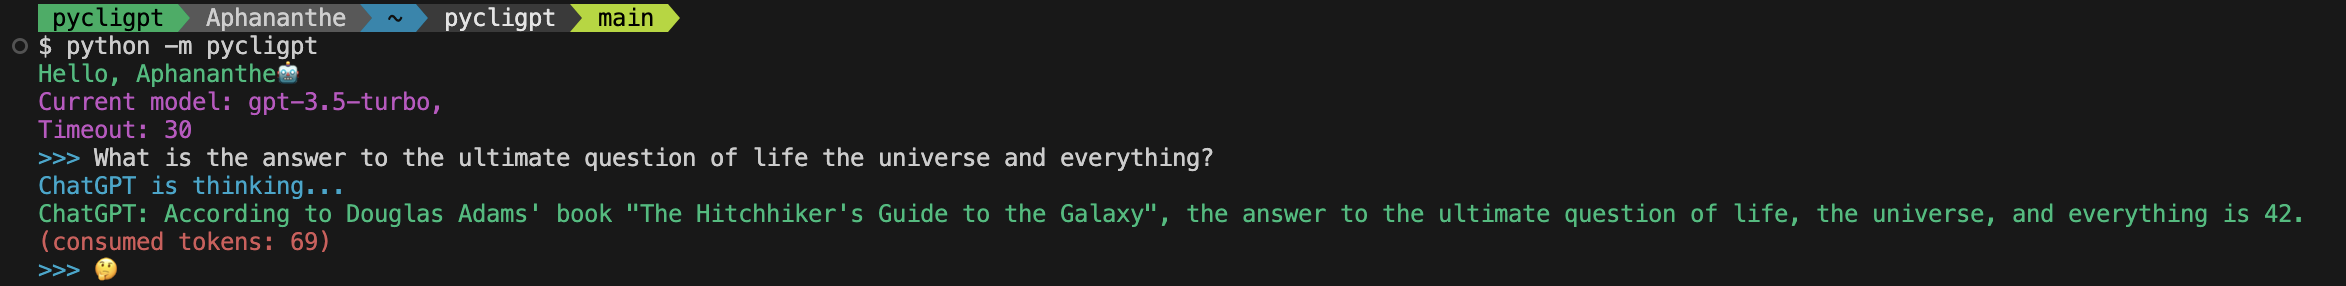 pycligpt Aphananthe ~ pycligpt main
$ python -m pycligpt
Hello, Aphananthe🤖
Current model: gpt-3.5-turbo,
Timeout: 30
>>> What is the answer to the ultimate question of life the universe and everything?
ChatGPT is thinking...
ChatGPT: According to Douglas Adams' book "The Hitchhiker's Guide to the Galaxy", the answer to the ultimate question of life, the universe, and everything is 42.
(consumed tokens: 69)
>>> 🤔